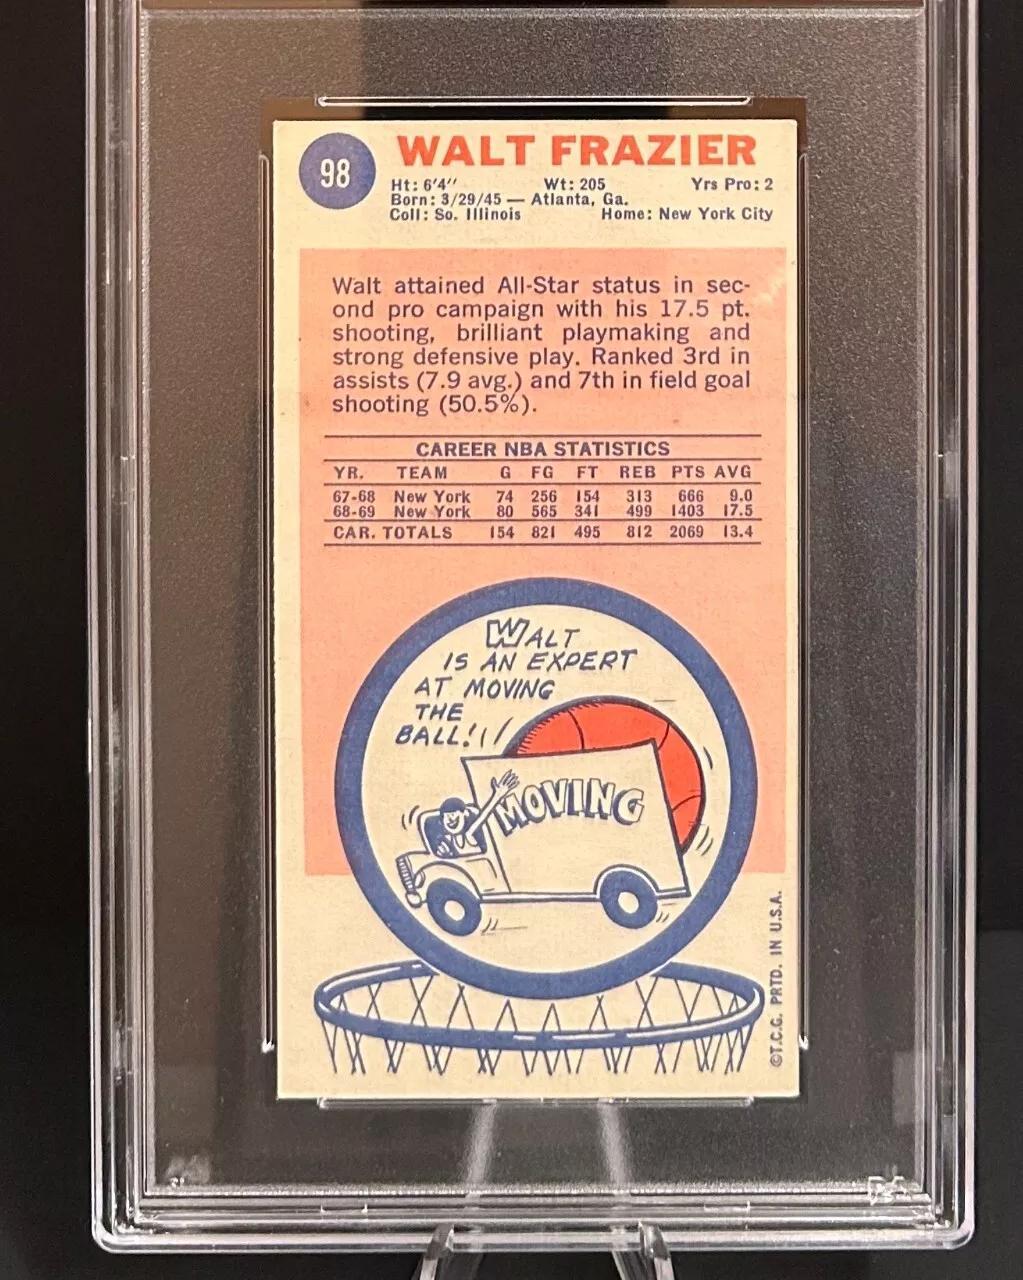 98
WALT FRAZIER
Ht: 6'4" Wt: 205 Yrs Pro: 2
Born: 3/29/45 — Atlanta, Ga.
Coll: So. Illinois Home: New York City
Walt attained All-Star status in sec-
ond pro campaign with his 17.5 pt.
shooting, brilliant playmaking and
strong defensive play. Ranked 3rd in
assists (7.9 avg.) and 7th in field goal
shooting (50.5%).
CAREER NBA STATISTICS
YR. TEAM G FG FT REB PTS AVG
67-68 New York 74 256 154 313 666 9.0
68-69 New York 80 565 341 499 1403 17.5
CAR. TOTALS 154 821 495 812 2069 13.4
WALT
IS AN EXPERT
AT MOVING
THE
BALL!
MOVING
©T.C.G. PRTD. IN U.S.A.